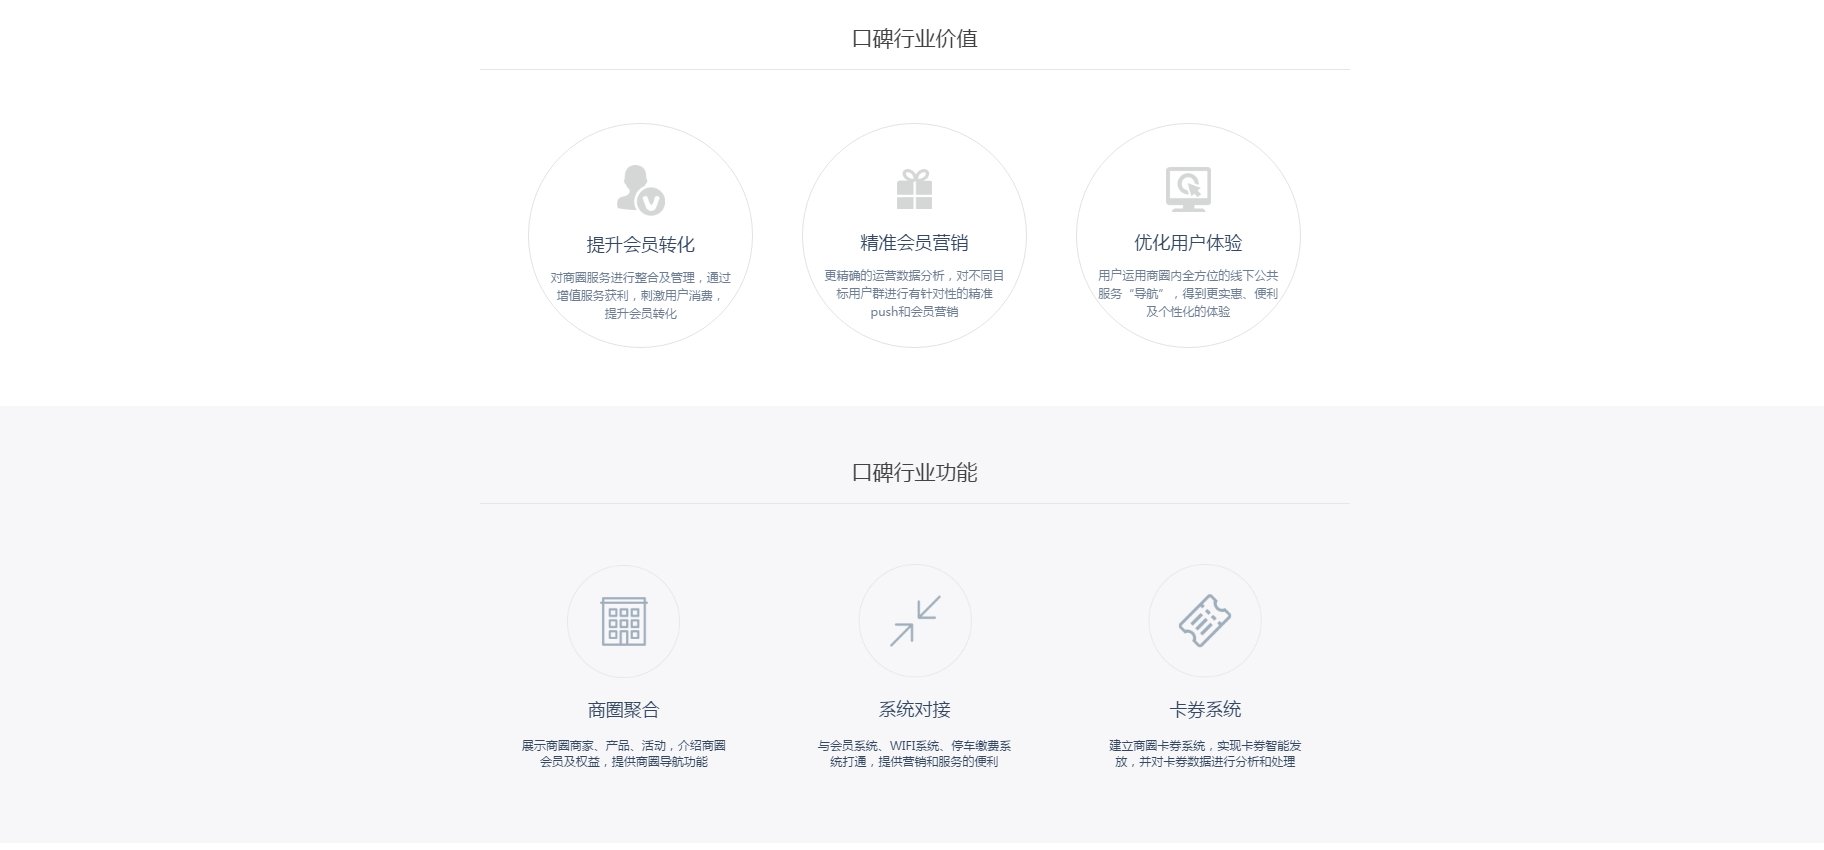 口碑行业价值
提升会员转化
对商圈服务进行整合及管理，通过
增值服务获利，刺激用户消费，
提升会员转化
精准会员营销
更精确的运营数据分析，对不同目
标用户群进行有针对性的精准
push和会员营销
优化用户体验
用户运用商圈内全方位的线下公共
服务“导航”，得到更实惠、便利
及个性化的体验
口碑行业功能
商圈聚合
展示商圈商家、产品、活动，介绍商圈
会员及权益，提供商圈导航功能
系统对接
与会员系统、WIFI系统、停车缴费系
统打通，提供营销和服务的便利
卡券系统
建立商圈卡券系统，实现卡券智能发
放，并对卡券数据进行分析和处理